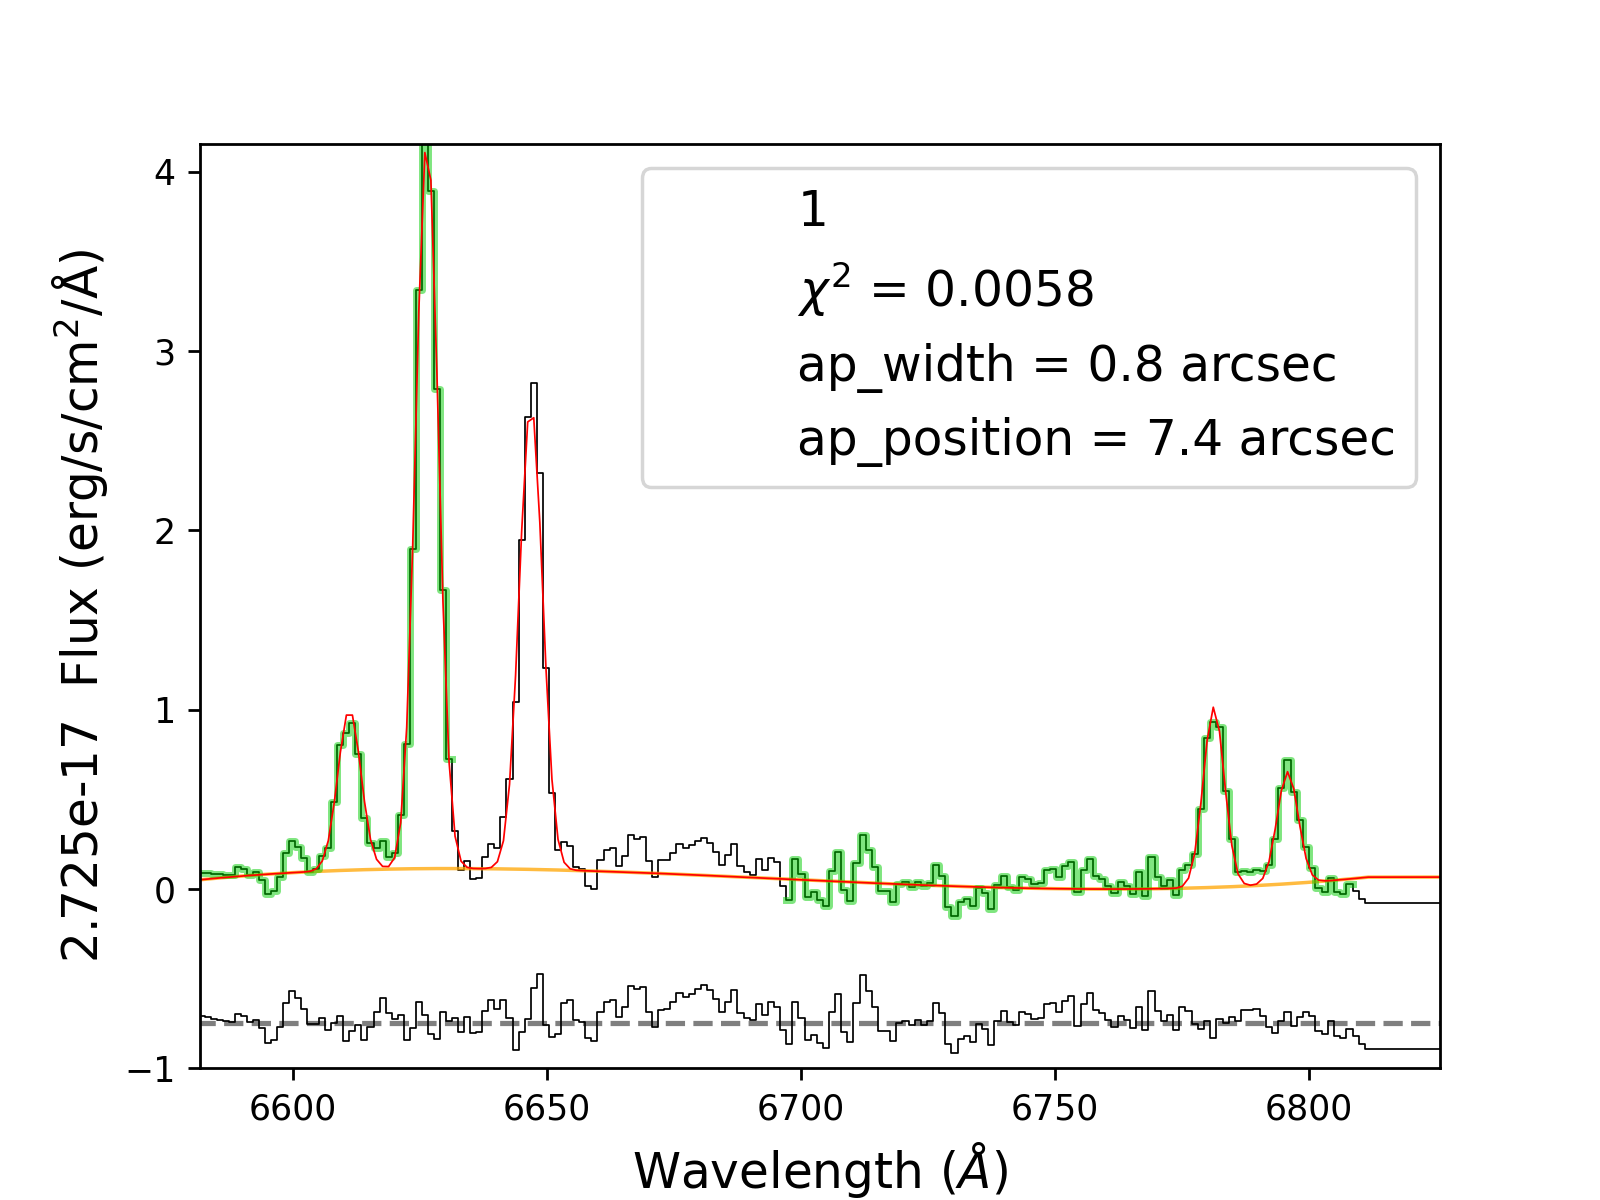 1
χ² = 0.0058
ap_width = 0.8 arcsec
ap_position = 7.4 arcsec
2.725e-17 Flux (erg/s/cm²/Å)
4
3
2
1
0
−1
6600 6650 6700 6750 6800
Wavelength (Å)